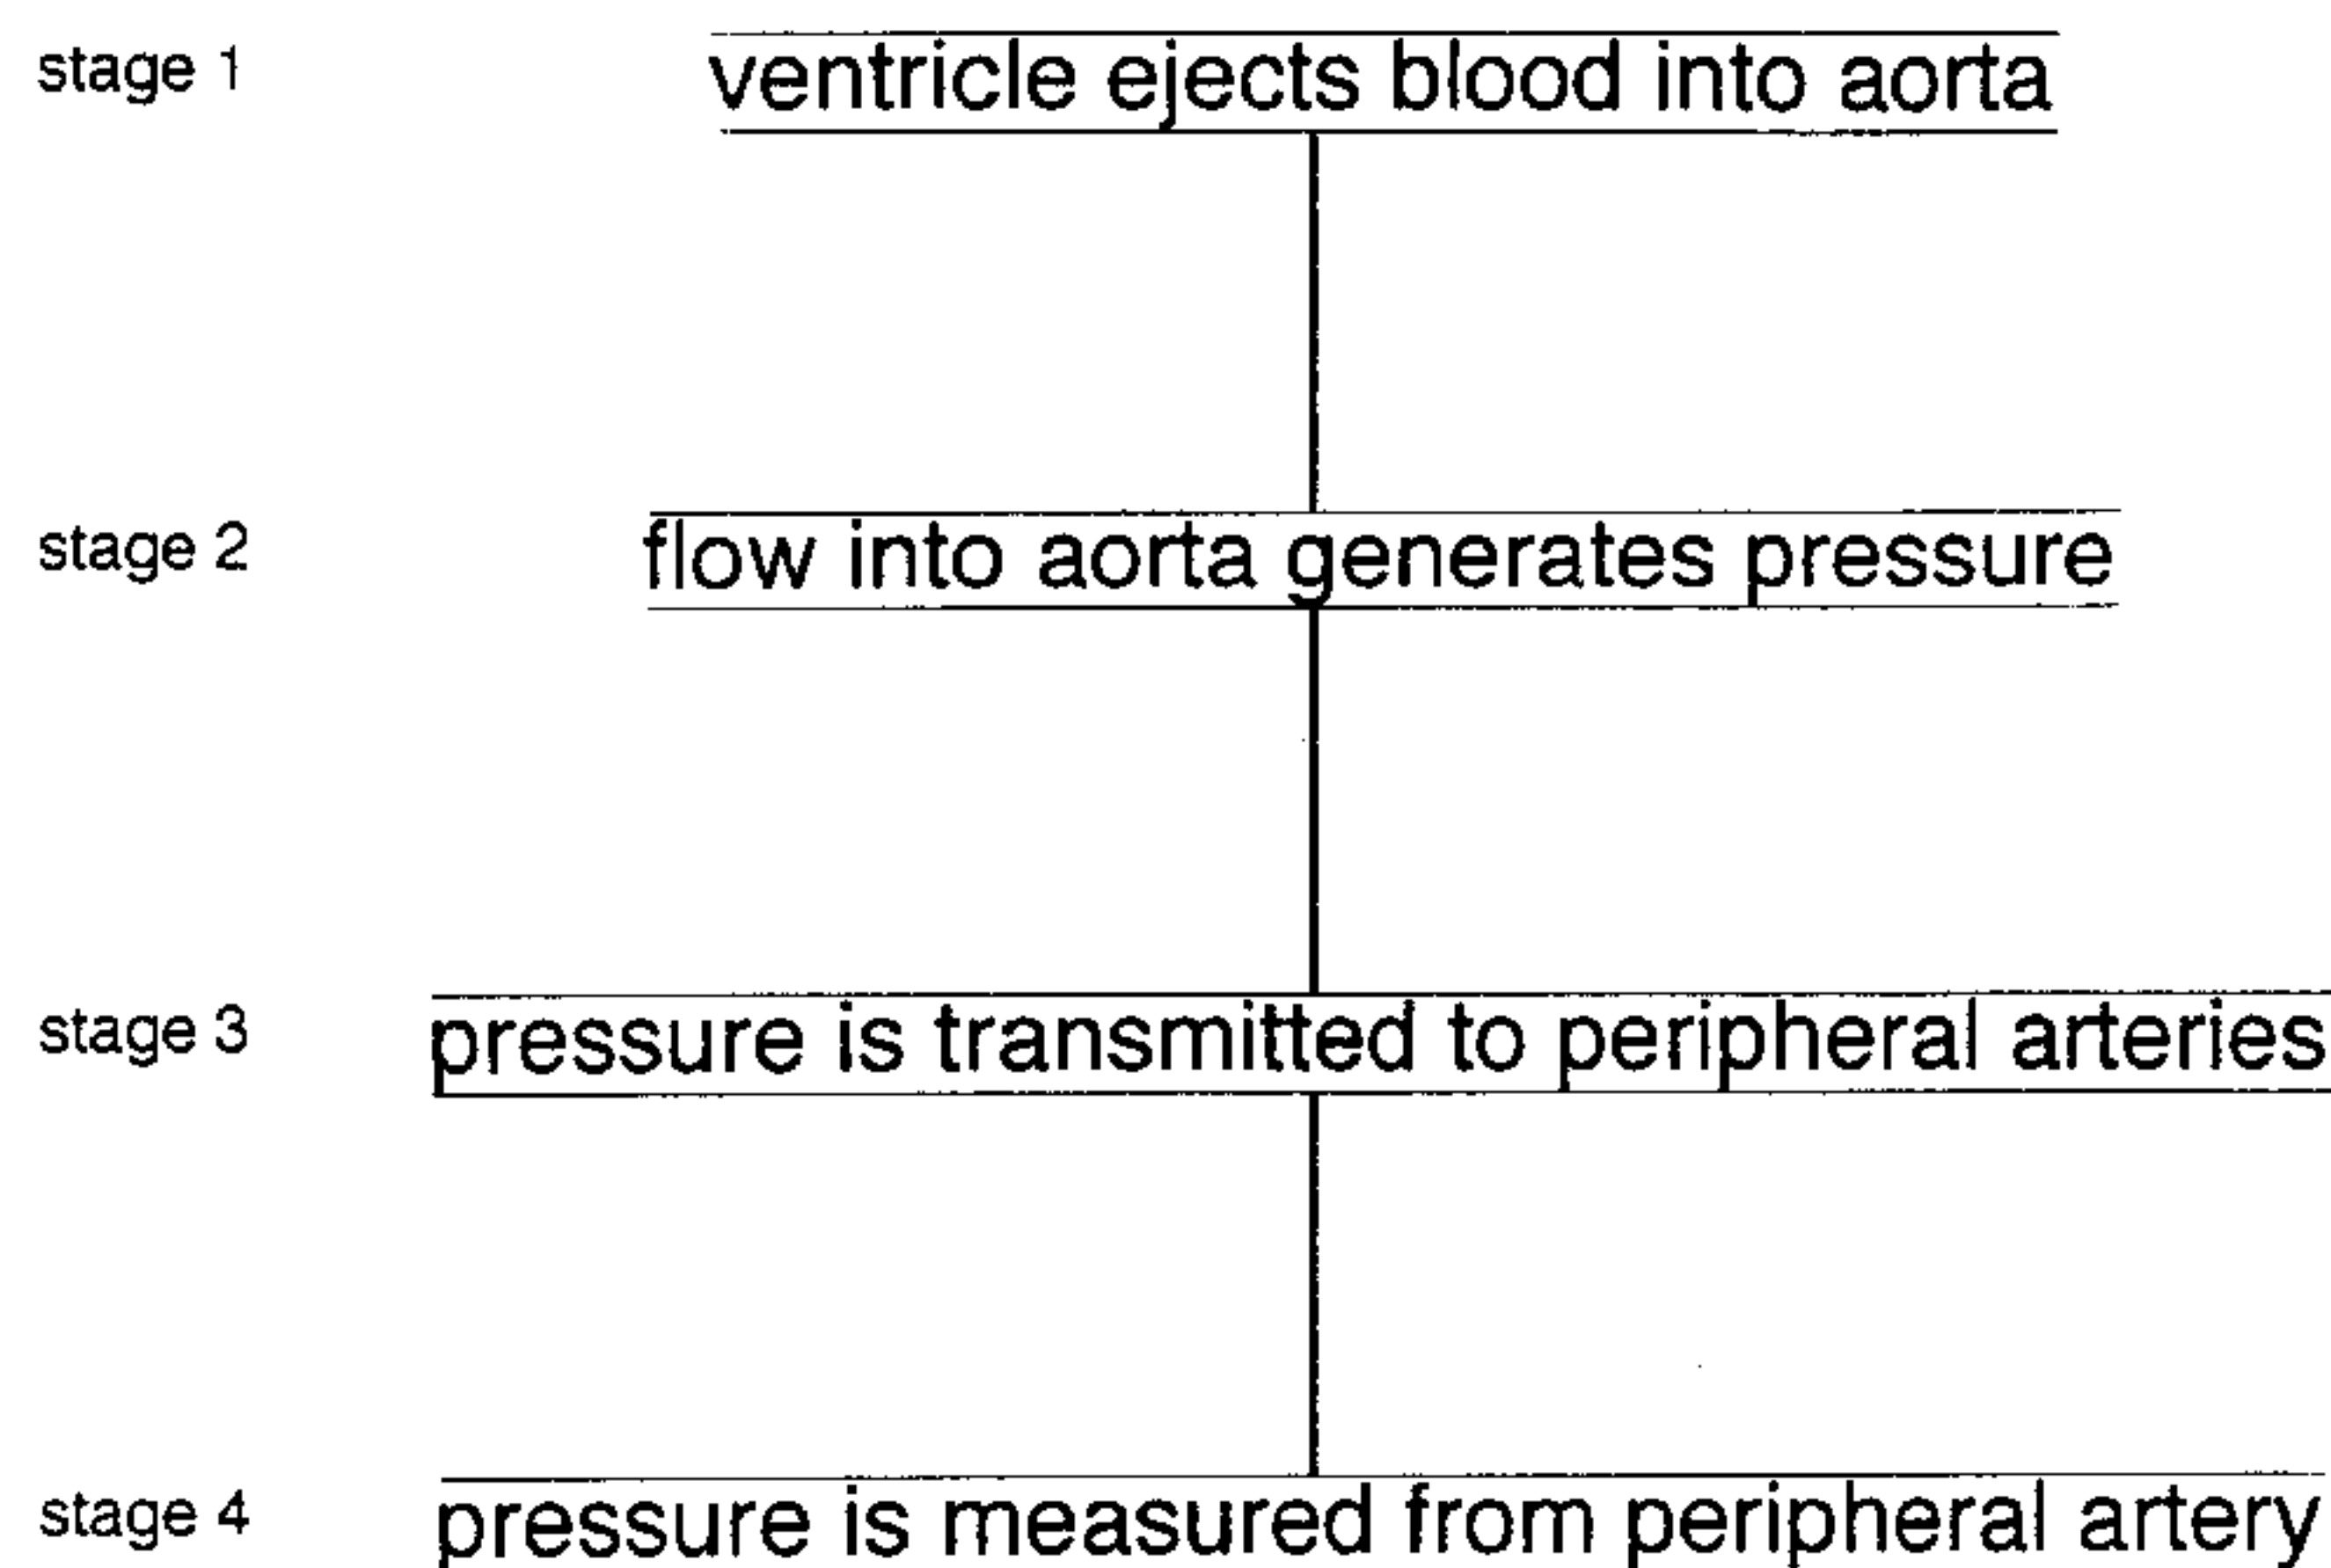 stage 1 ventricle ejects blood into aorta
stage 2 flow into aorta generates pressure
stage 3 pressure is transmitted to peripheral arteries
stage 4 pressure is measured from peripheral artery